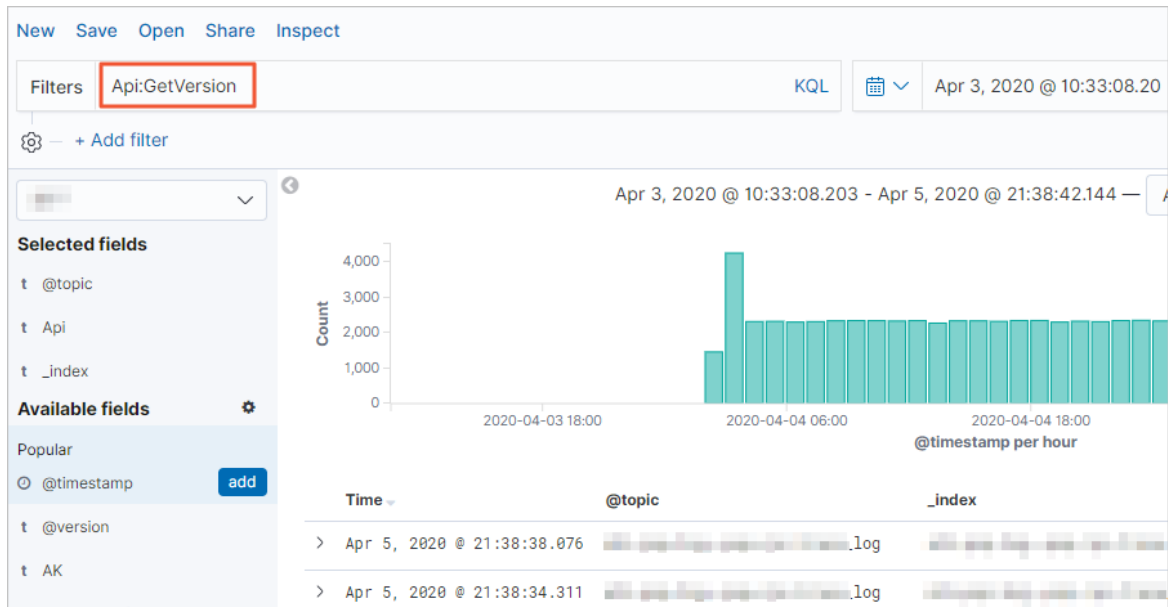 New Save Open Share Inspect
Filters Api:GetVersion KQL Apr 3, 2020 @ 10:33:08.20
+ Add filter
Apr 3, 2020 @ 10:33:08.203 - Apr 5, 2020 @ 21:38:42.144 —
Selected fields
t @topic
t Api
t _index
Available fields
Popular
@timestamp add
t @version
t AK
Count
4,000
3,000
2,000
1,000
0
2020-04-03 18:00 2020-04-04 06:00 2020-04-04 18:00
@timestamp per hour
Time @topic _index
Apr 5, 2020 @ 21:38:38.076 _log
Apr 5, 2020 @ 21:38:34.311 _log